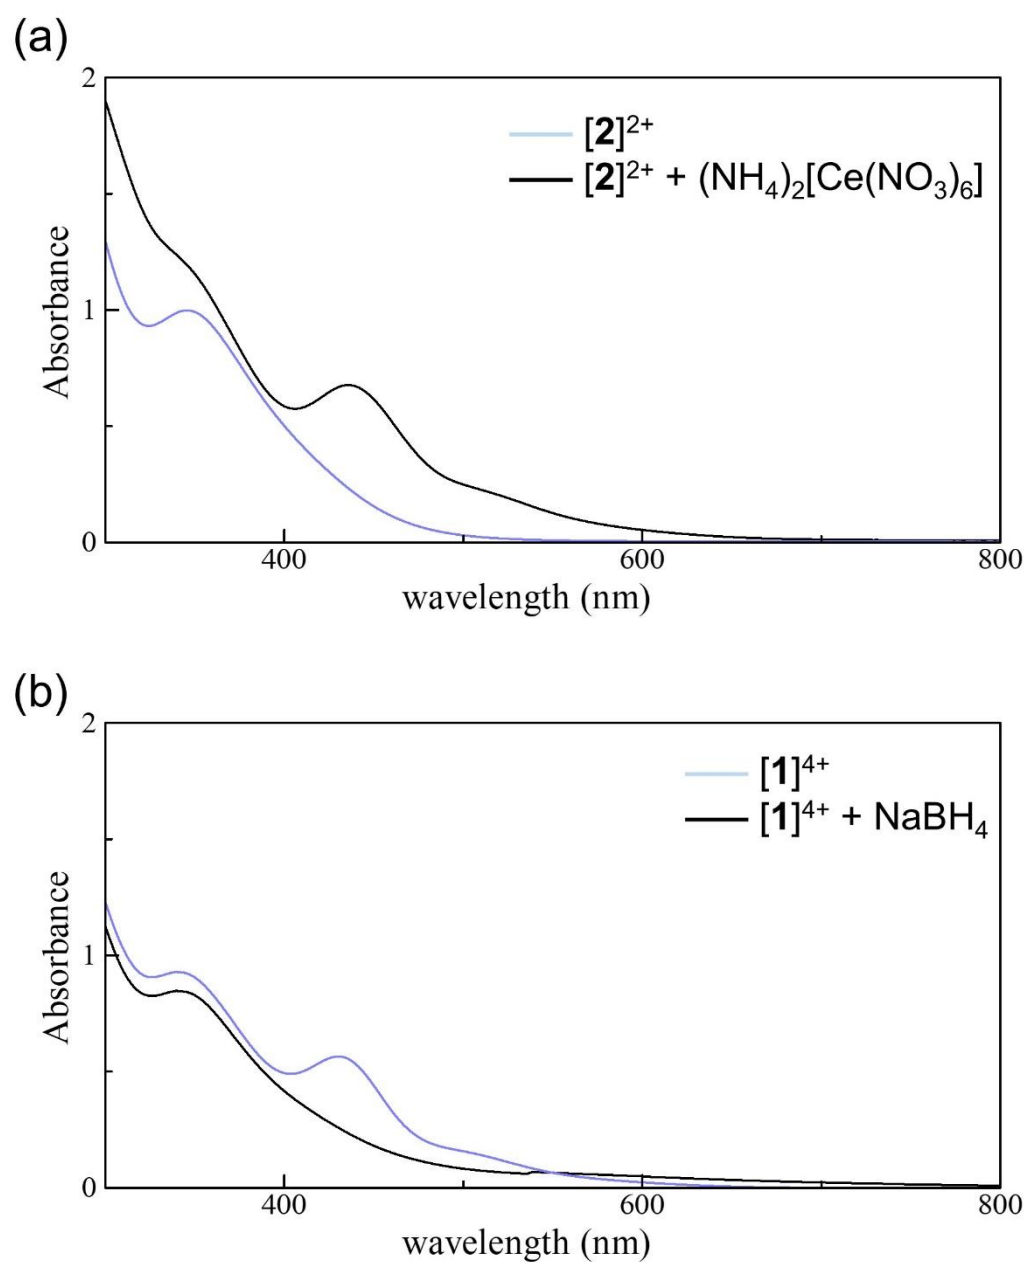 (a)
2
[2]²⁺
[2]²⁺ + (NH₄)₂[Ce(NO₃)₆]
Absorbance
1
0
400
600
800
wavelength (nm)
(b)
2
[1]⁴⁺
[1]⁴⁺ + NaBH₄
Absorbance
1
0
400
600
800
wavelength (nm)